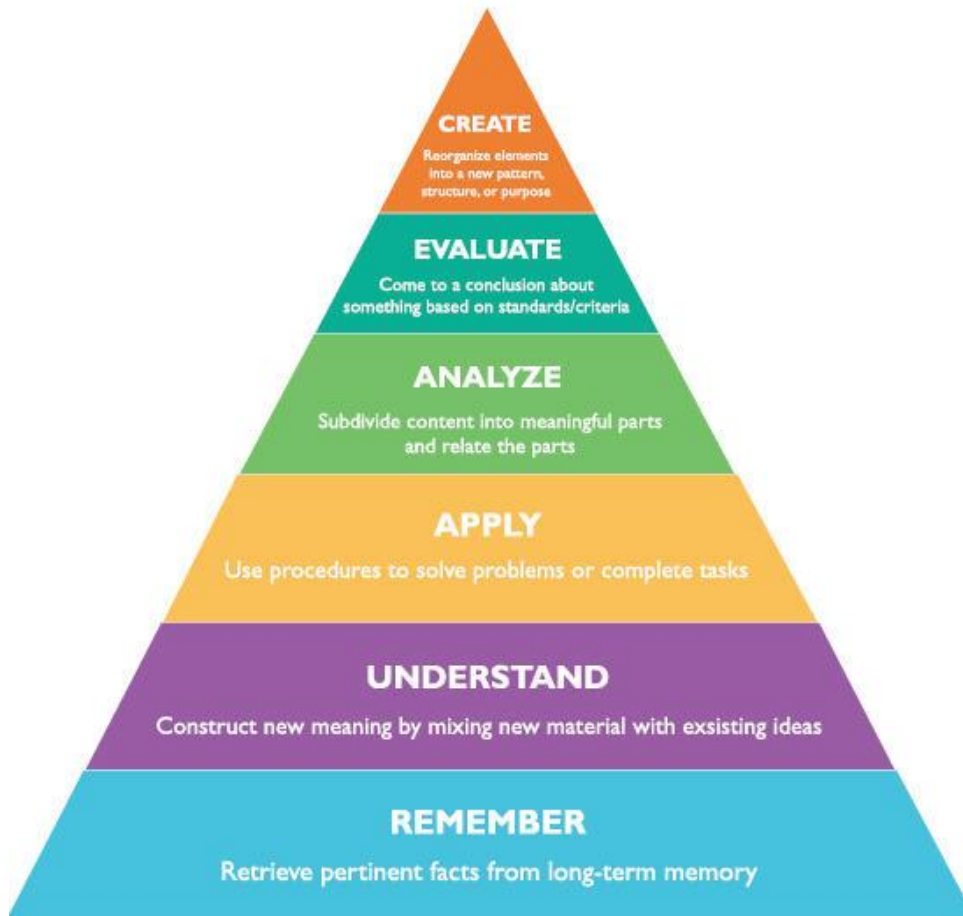 CREATE
Reorganize elements
into a new pattern,
structure, or purpose
EVALUATE
Come to a conclusion about
something based on standards/criteria
ANALYZE
Subdivide content into meaningful parts
and relate the parts
APPLY
Use procedures to solve problems or complete tasks
UNDERSTAND
Construct new meaning by mixing new material with exsisting ideas
REMEMBER
Retrieve pertinent facts from long-term memory